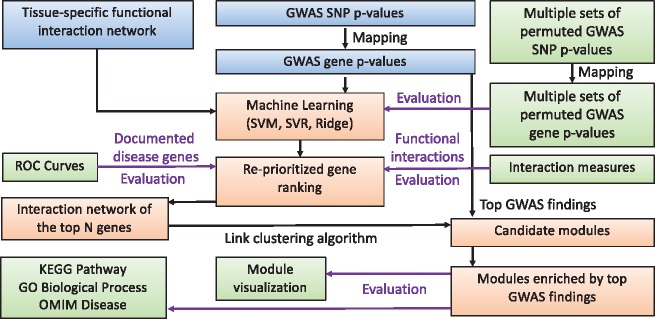 Tissue-specific functional
interaction network
GWAS SNP p-values
Mapping
GWAS gene p-values
Multiple sets of
permuted GWAS
SNP p-values
Mapping
Multiple sets of
permuted GWAS
gene p-values
Machine Learning
(SVM, SVR, Ridge)
Evaluation
Documented
disease genes
Evaluation
ROC Curves
Re-prioritized gene
ranking
Functional
interactions
Evaluation
Interaction measures
Interaction network of
the top N genes
Top GWAS findings
Link clustering algorithm
Candidate modules
KEGG Pathway
GO Biological Process
OMIM Disease
Module
visualization
Evaluation
Modules enriched by top
GWAS findings